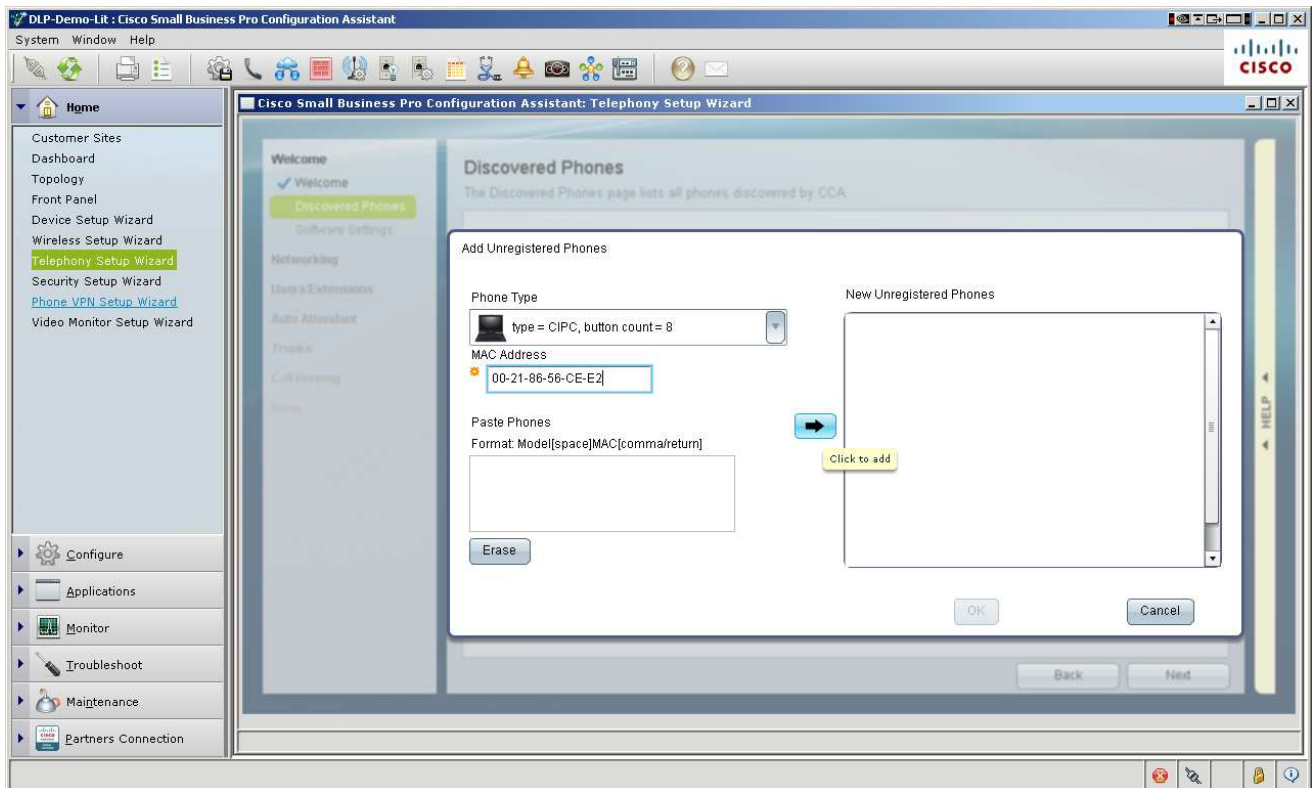 DLP-Demo-Lit : Cisco Small Business Pro Configuration Assistant
System Window Help
CISCO
Home
Customer Sites
Dashboard
Topology
Front Panel
Device Setup Wizard
Wireless Setup Wizard
Telephony Setup Wizard
Security Setup Wizard
Phone VPN Setup Wizard
Video Monitor Setup Wizard
Configure
Applications
Monitor
Troubleshoot
Maintenance
Partners Connection
Cisco Small Business Pro Configuration Assistant: Telephony Setup Wizard
Welcome
Welcome
Discovered Phones
Software Settings
Networking
Users/Extensions
Auto Attendant
Trunks
Call Routing
Discovered Phones
The Discovered Phones page lists all phones discovered by CCA.
Add Unregistered Phones
Phone Type
type = CIPC, button count = 8
MAC Address
00-21-86-56-CE-E2
Paste Phones
Format: Model[space]MAC[comma/return]
Erase
Click to add
New Unregistered Phones
OK
Cancel
Back
Next
HELP